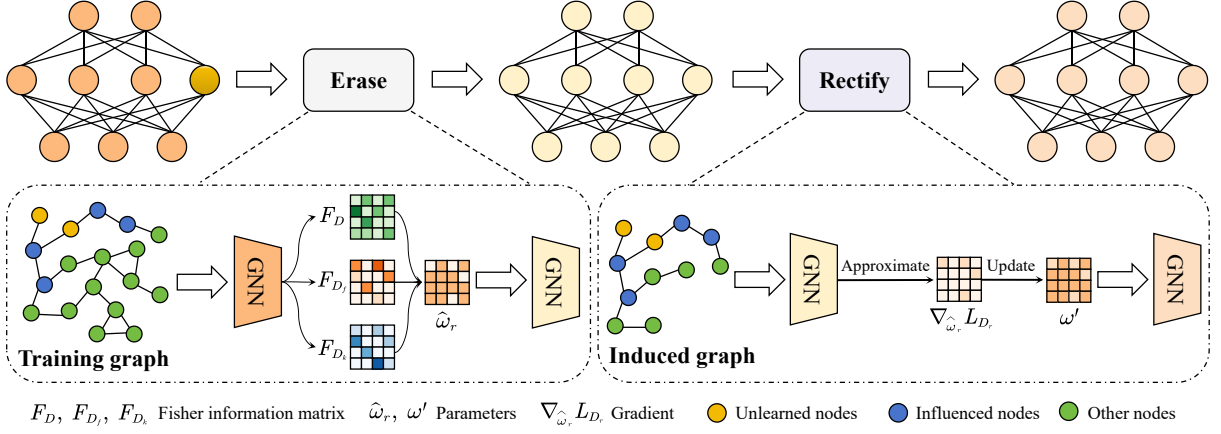 Erase
Rectify
F_D
F_{D_f}
F_{D_k}
GNN
ω̂_r
GNN
Training graph
GNN
Approximate
∇_{ω̂_r} L_{D_r}
Update
ω′
GNN
Induced graph
F_D, F_{D_f}, F_{D_k} Fisher information matrix ω̂_r, ω′ Parameters ∇_{ω̂_r} L_{D_r} Gradient Unlearned nodes Influenced nodes Other nodes